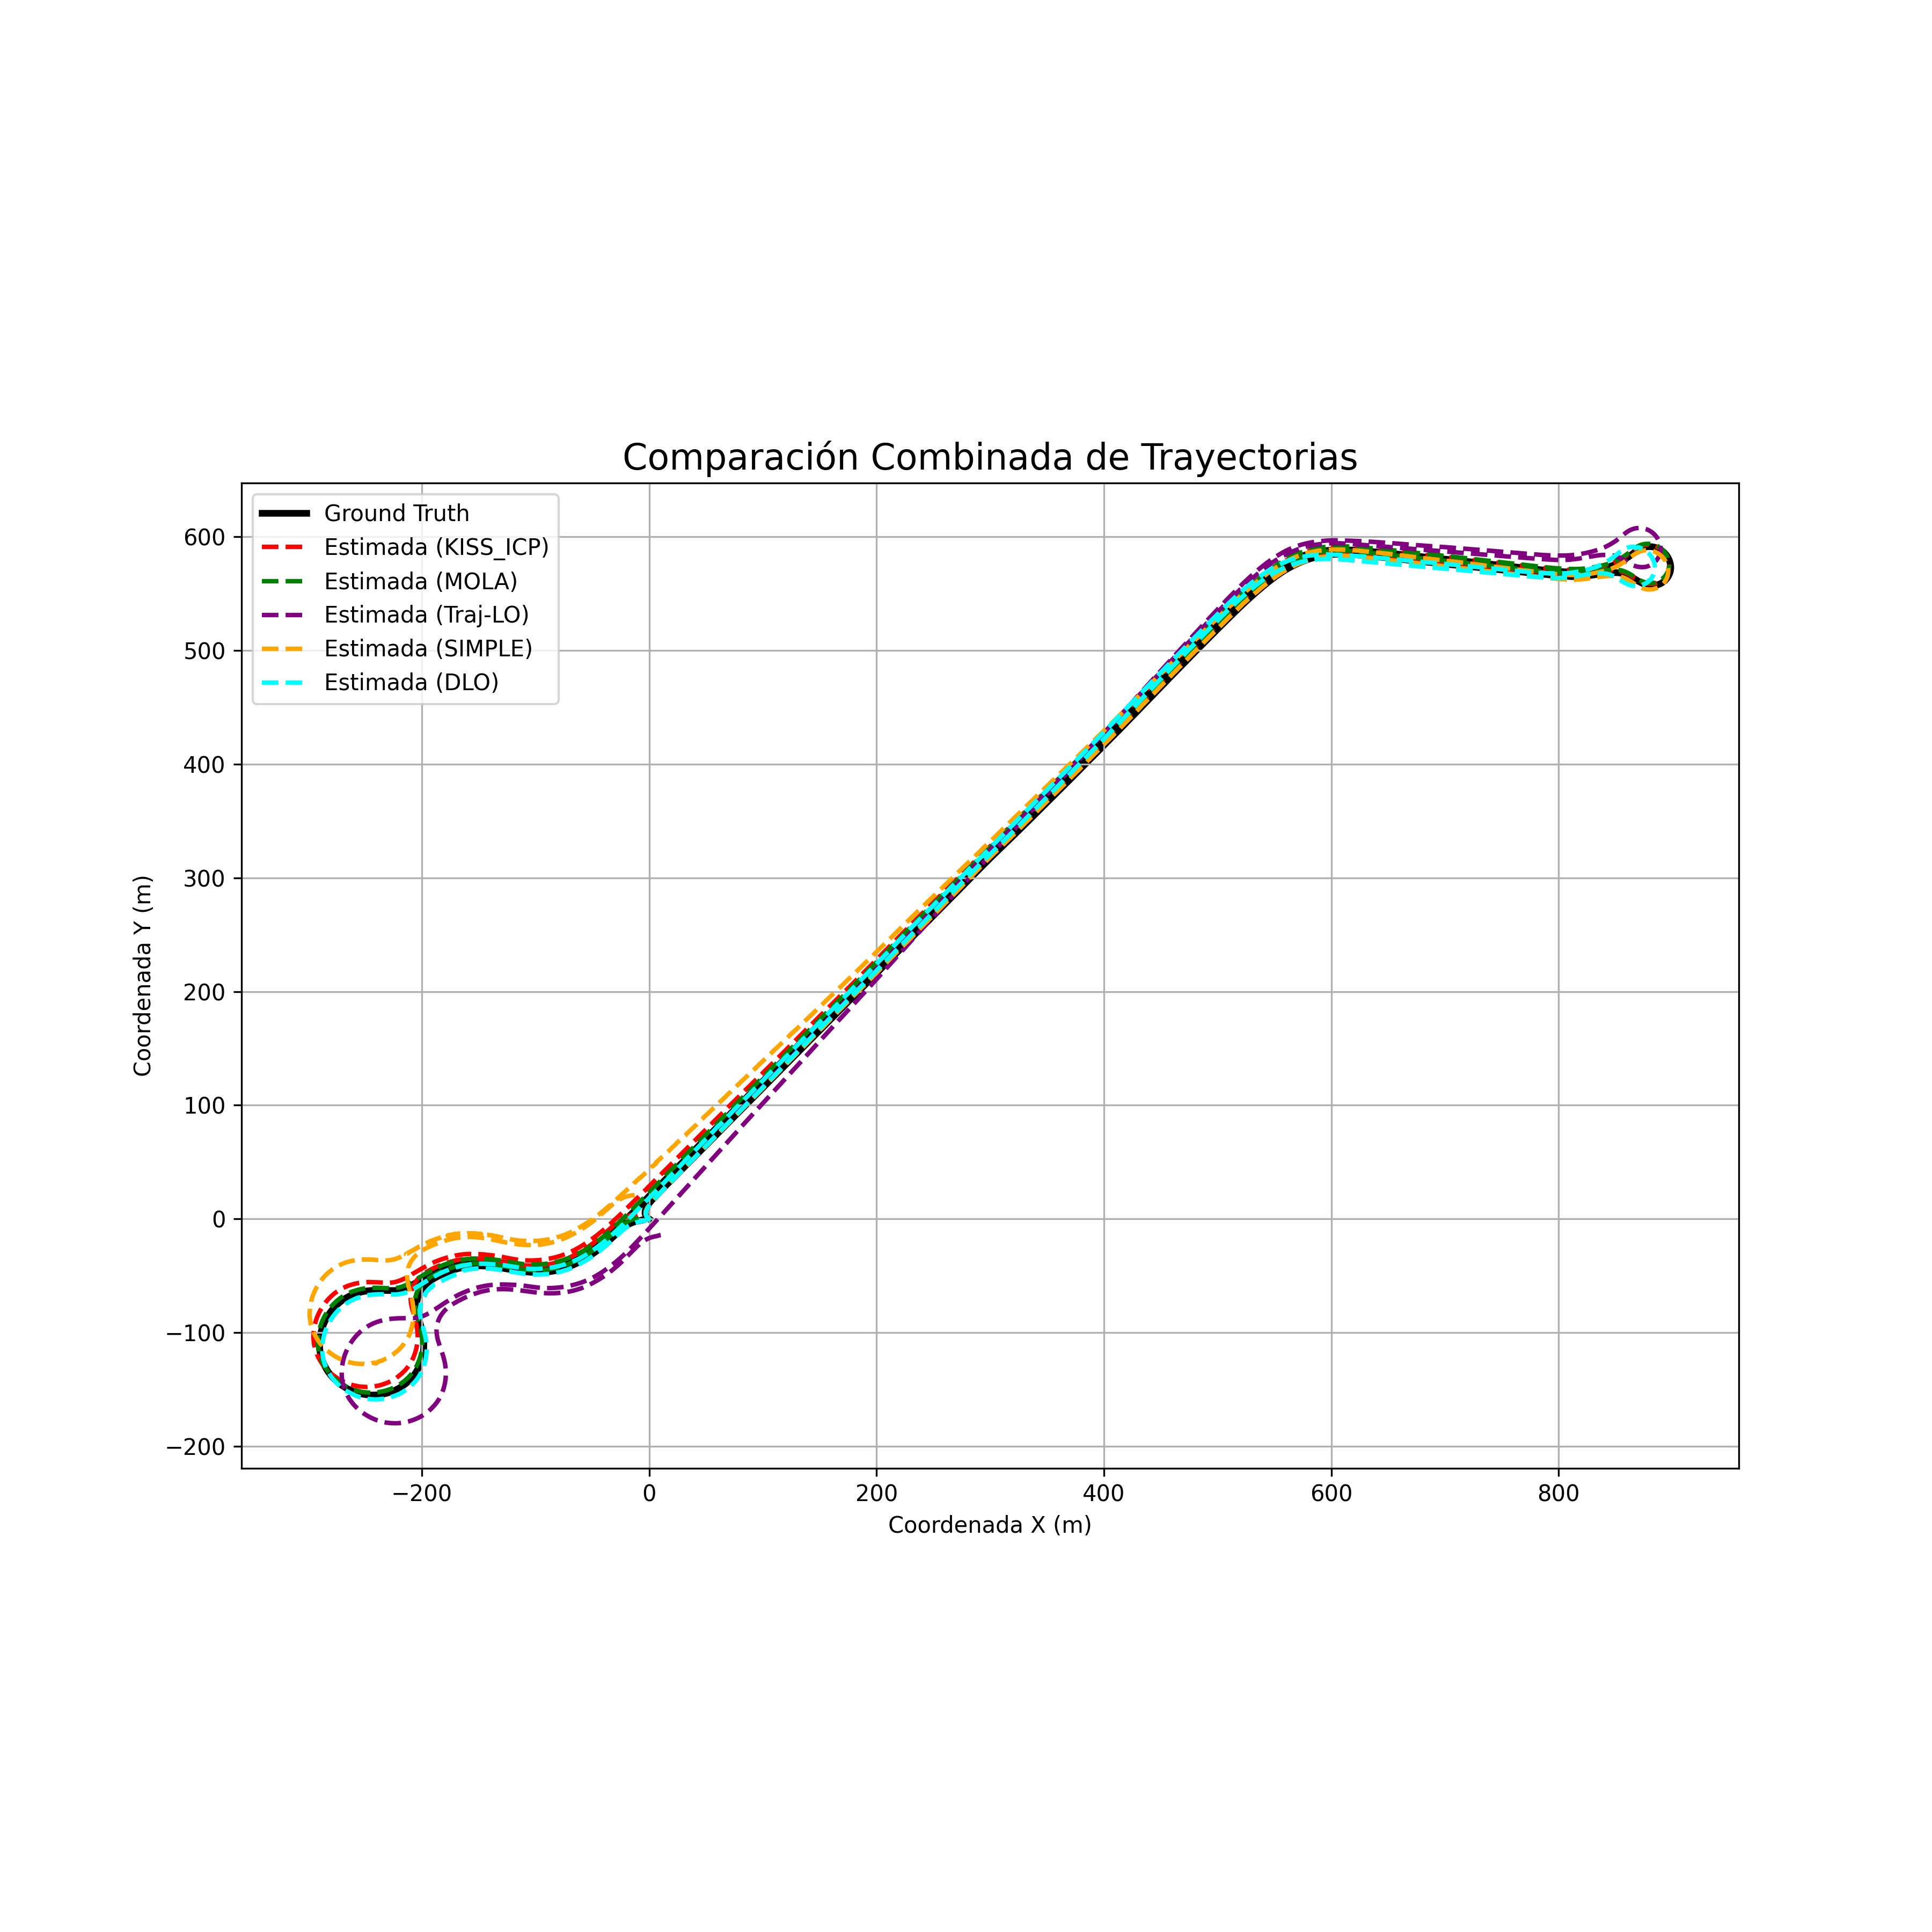 Comparación Combinada de Trayectorias
Ground Truth
Estimada (KISS_ICP)
Estimada (MOLA)
Estimada (Traj-LO)
Estimada (SIMPLE)
Estimada (DLO)
600
500
400
300
200
100
0
−100
−200
Coordenada Y (m)
−200
0
200
400
600
800
Coordenada X (m)